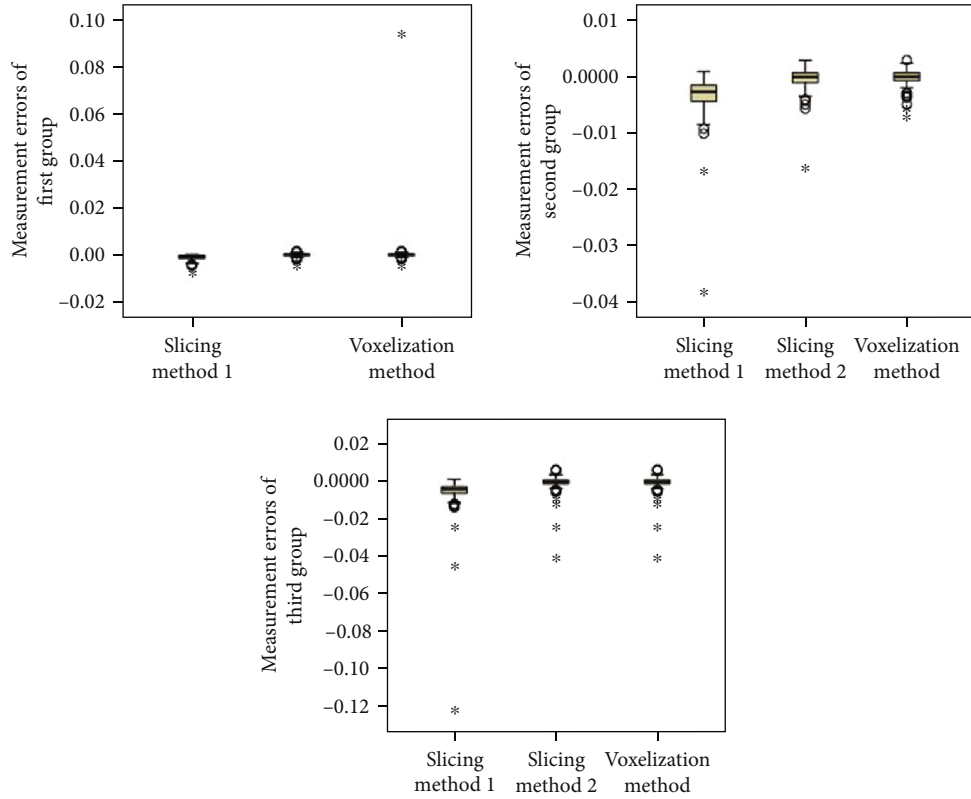 Measurement errors of
first group
0.10
0.08
0.06
0.04
0.02
0.00
−0.02
Slicing
method 1
Voxelization
method
Measurement errors of
second group
0.01
0.0000
−0.01
−0.02
−0.03
−0.04
Slicing
method 1
Slicing
method 2
Voxelization
method
Measurement errors of
third group
0.02
0.0000
−0.02
−0.04
−0.06
−0.08
−0.10
−0.12
Slicing
method 1
Slicing
method 2
Voxelization
method